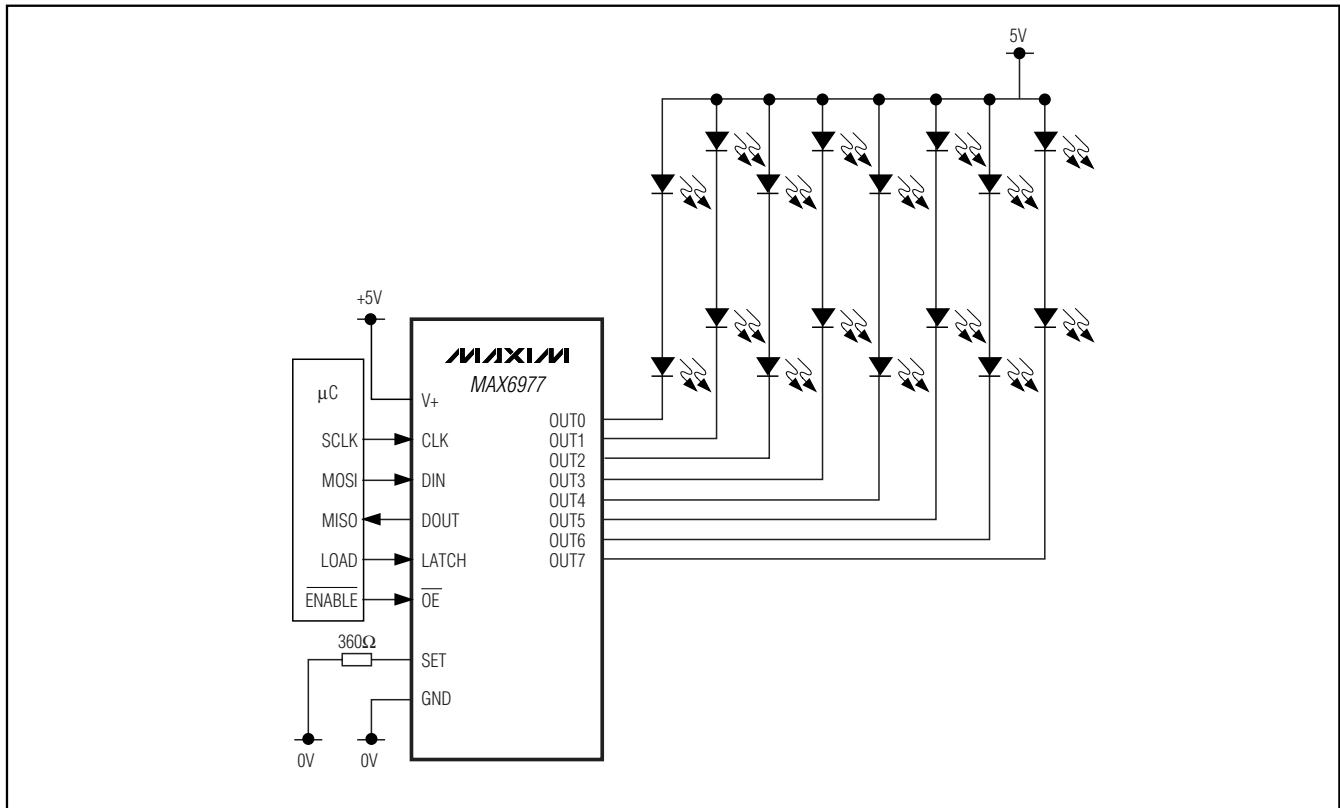 5V
+5V
MAXIM
MAX6977
μC
V+
OUT0
SCLK
CLK
OUT1
OUT2
MOSI
DIN
OUT3
OUT4
MISO
DOUT
OUT5
OUT6
LOAD
LATCH
OUT7
ENABLE
OE
360Ω
SET
GND
0V
0V